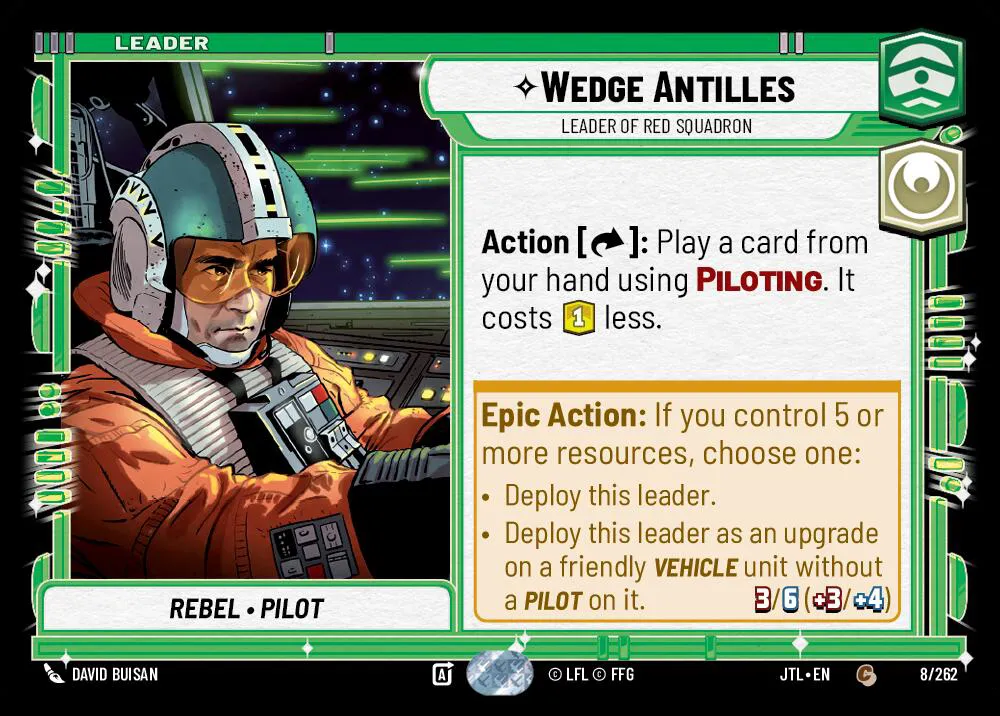 LEADER
WEDGE ANTILLES
LEADER OF RED SQUADRON
Action [ ]: Play a card from
your hand using PILOTING. It
costs 1 less.
Epic Action: If you control 5 or
more resources, choose one:
• Deploy this leader.
• Deploy this leader as an upgrade
on a friendly VEHICLE unit without
a PILOT on it. 3/6 (+3/+4)
REBEL • PILOT
DAVID BUISAN A © LFL © FFG JTL • EN C 8/262